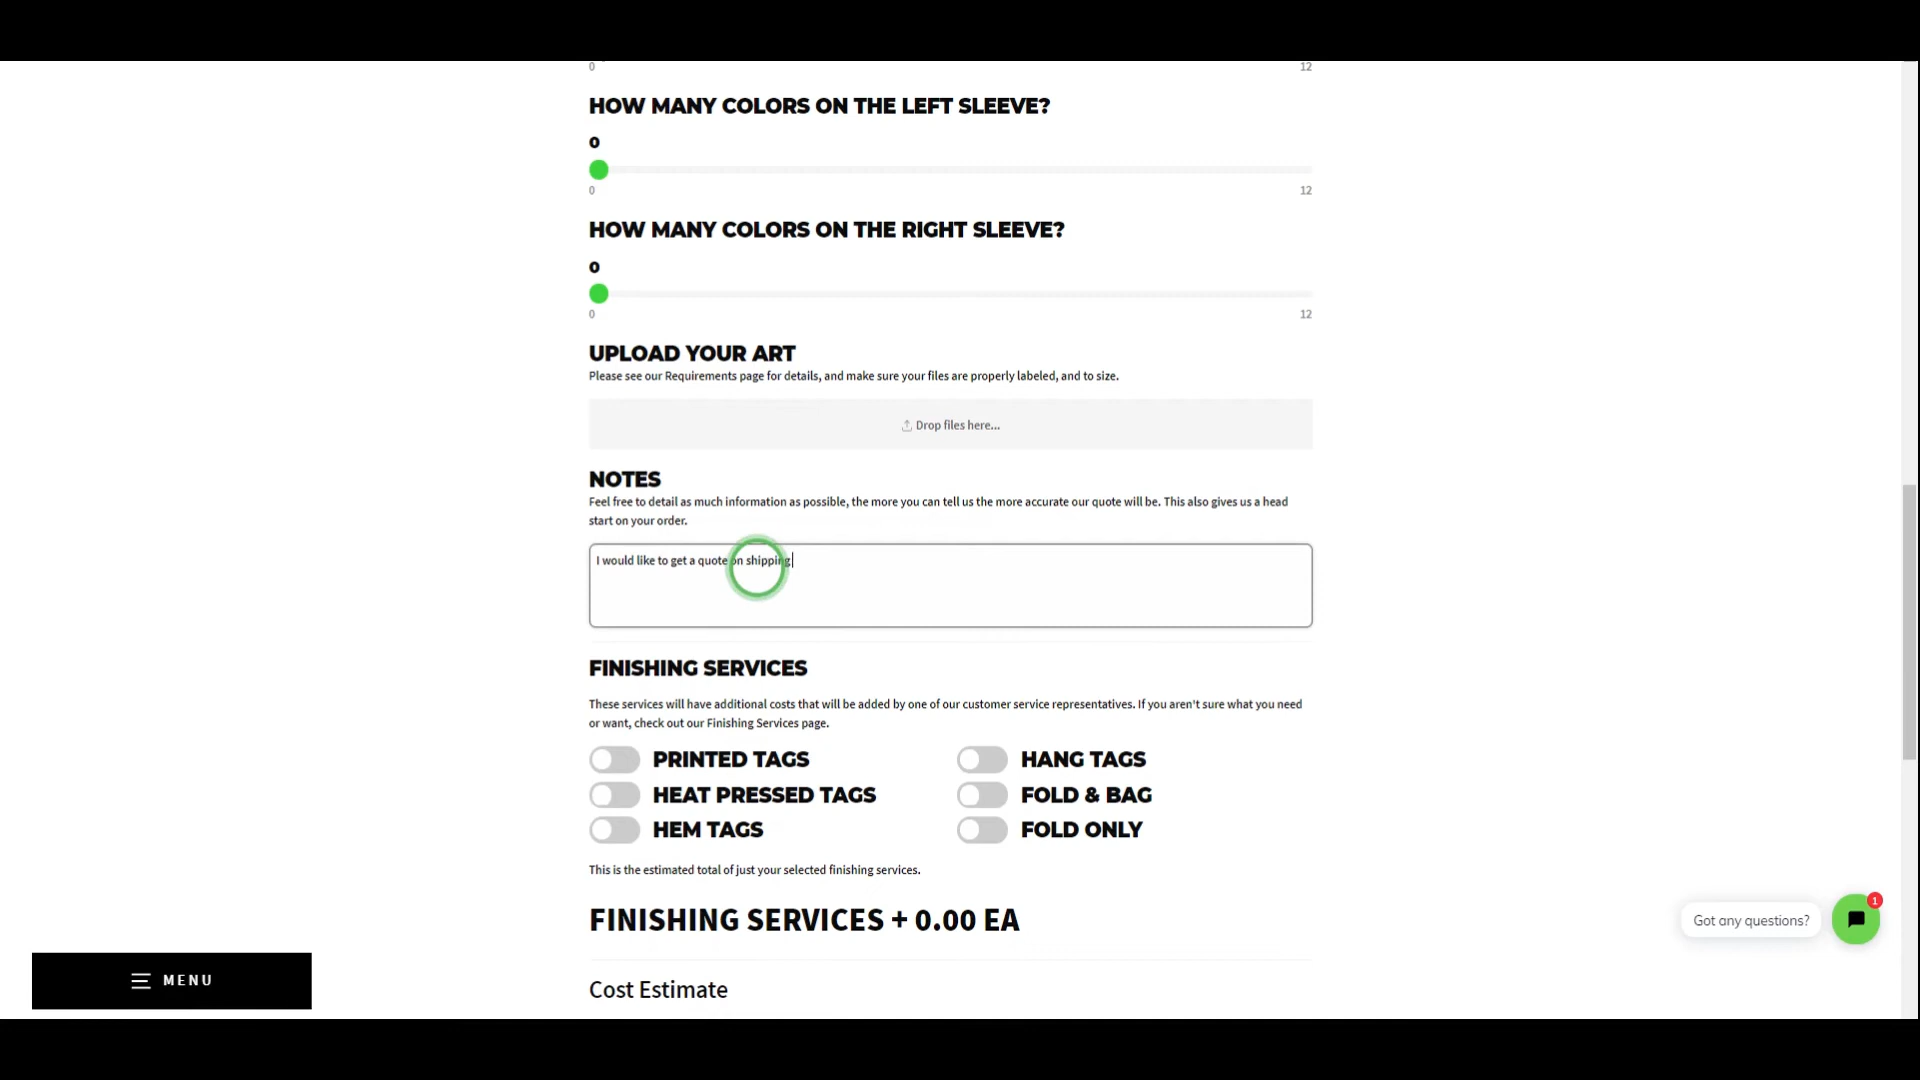 0 12
HOW MANY COLORS ON THE LEFT SLEEVE?
0
0 12
HOW MANY COLORS ON THE RIGHT SLEEVE?
0
0 12
UPLOAD YOUR ART
Please see our Requirements page for details, and make sure your files are properly labeled, and to size.
Drop files here...
NOTES
Feel free to detail as much information as possible, the more you can tell us the more accurate our quote will be. This also gives us a head
start on your order.
I would like to get a quote on shipping
FINISHING SERVICES
These services will have additional costs that will be added by one of our customer service representatives. If you aren't sure what you need
or want, check out our Finishing Services page.
PRINTED TAGS HANG TAGS
HEAT PRESSED TAGS FOLD & BAG
HEM TAGS FOLD ONLY
This is the estimated total of just your selected finishing services.
FINISHING SERVICES + 0.00 EA
Got any questions? 1
MENU
Cost Estimate